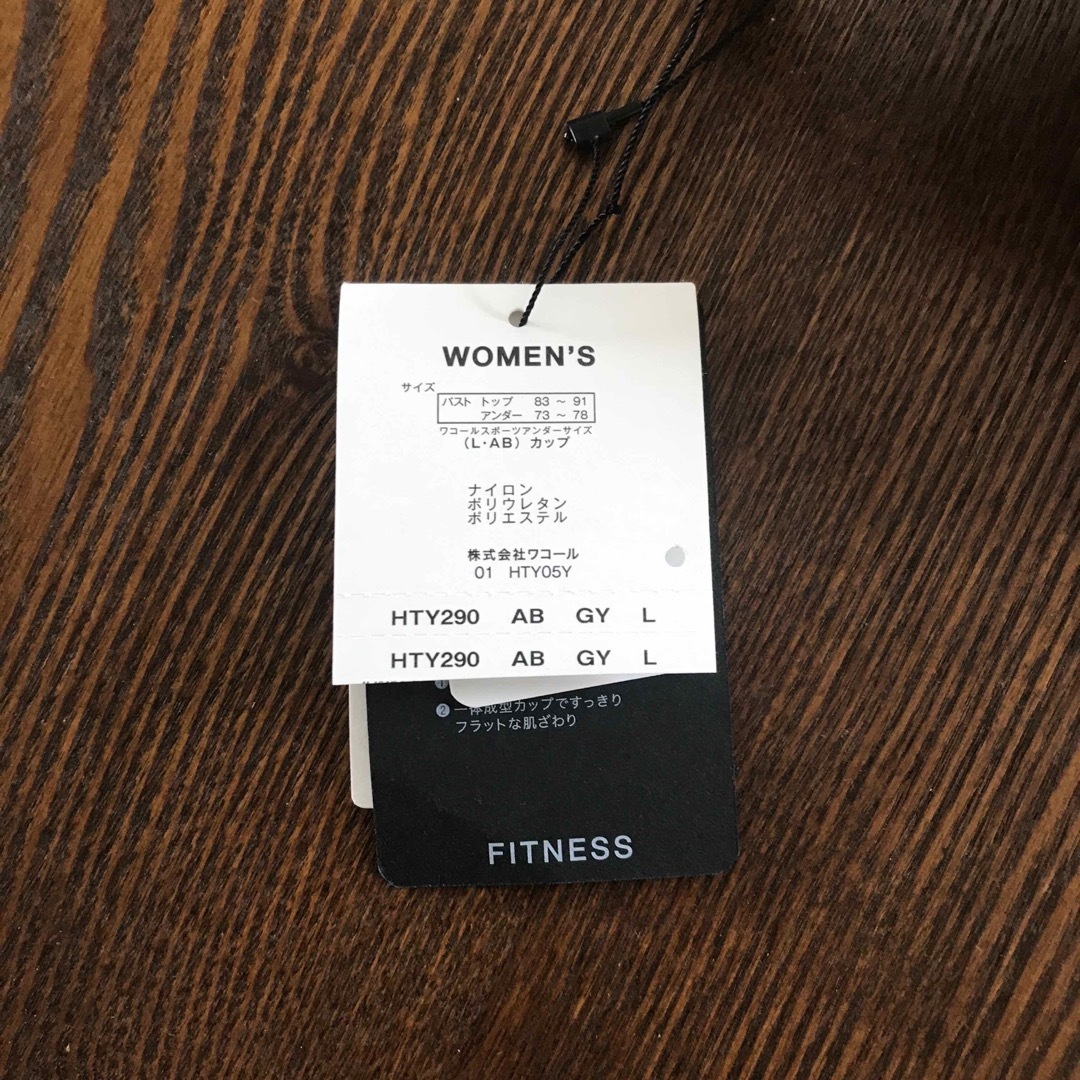 WOMEN'S
サイズ
バスト トップ 83 ～ 91
アンダー 73 ～ 78
ワコールスポーツアンダーサイズ
(L・AB) カップ
ナイロン
ポリウレタン
ポリエステル
株式会社ワコール
01 HTY05Y
HTY290 AB GY L
HTY290 AB GY L
❶
❷ 一体成型カップですっきり
フラットな肌ざわり
FITNESS